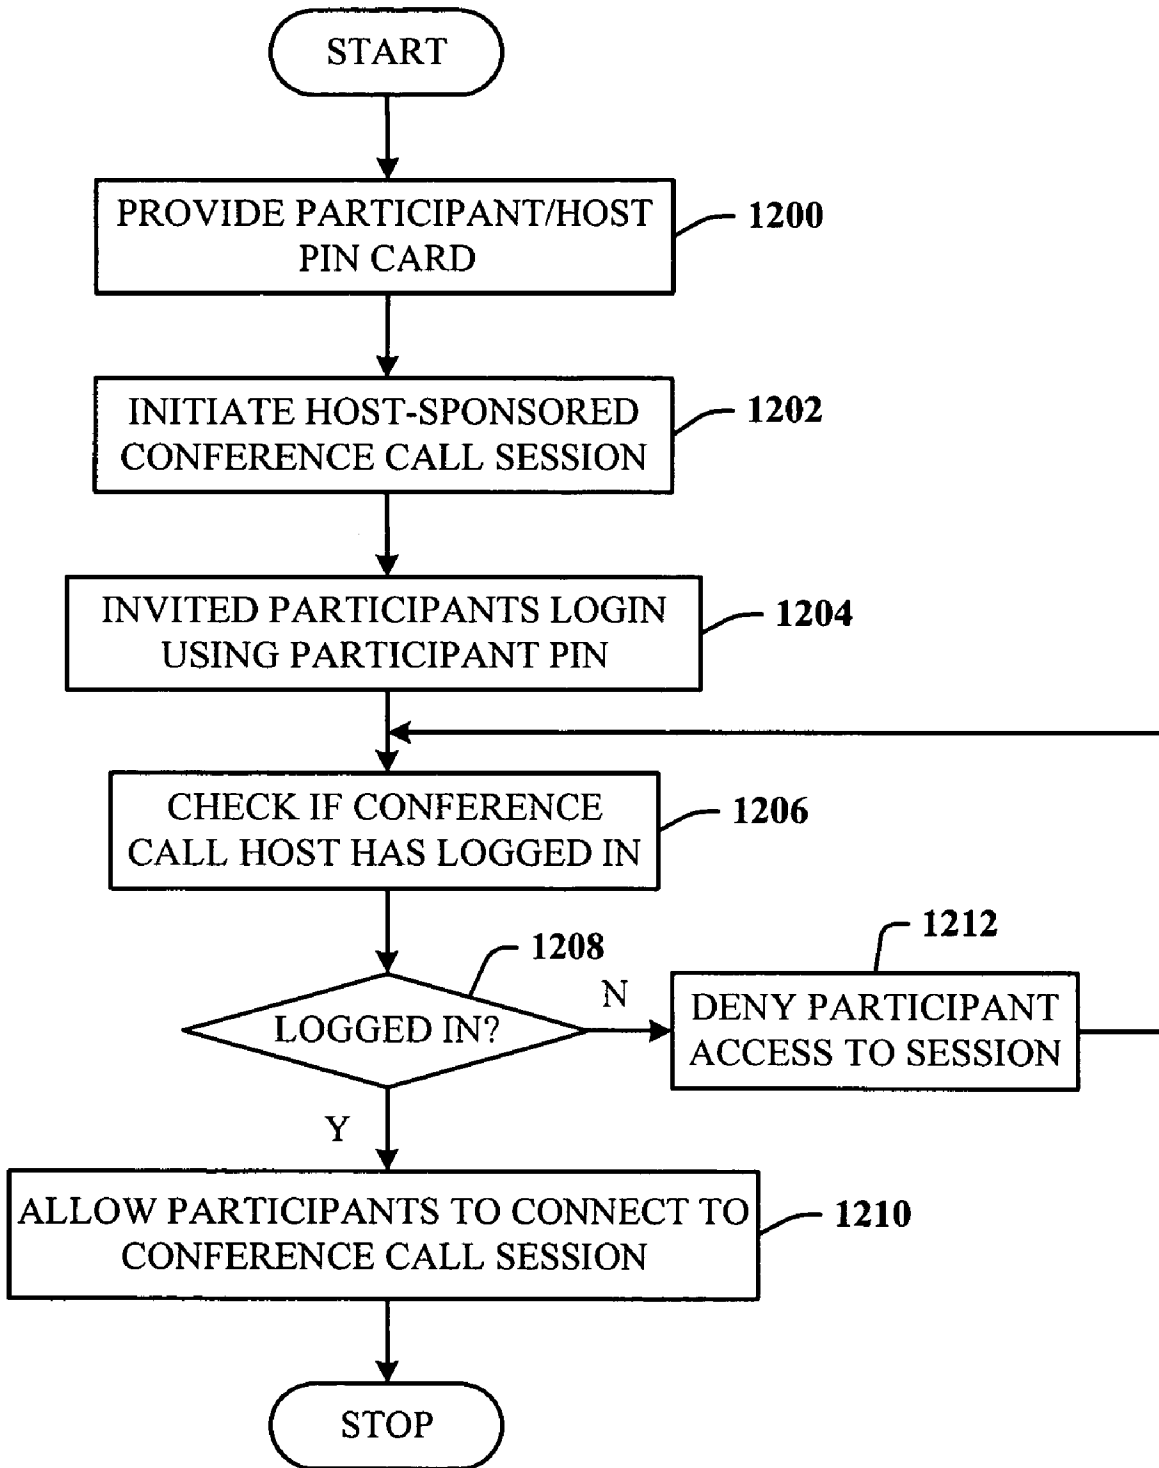 START
PROVIDE PARTICIPANT/HOST
PIN CARD
1200
INITIATE HOST-SPONSORED
CONFERENCE CALL SESSION
1202
INVITED PARTICIPANTS LOGIN
USING PARTICIPANT PIN
1204
CHECK IF CONFERENCE
CALL HOST HAS LOGGED IN
1206
1208
LOGGED IN?
N
1212
DENY PARTICIPANT
ACCESS TO SESSION
Y
ALLOW PARTICIPANTS TO CONNECT TO
CONFERENCE CALL SESSION
1210
STOP